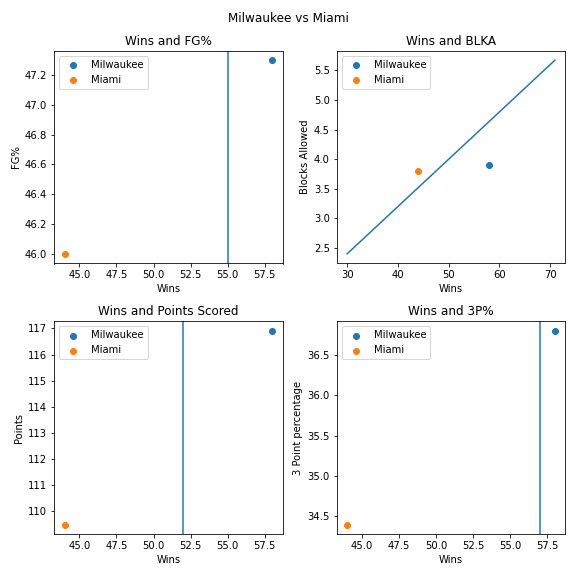 Milwaukee vs Miami
Wins and FG%
Milwaukee
Miami
47.2
47.0
46.8
46.6
46.4
46.2
46.0
FG%
45.0 47.5 50.0 52.5 55.0 57.5
Wins
Wins and BLKA
Milwaukee
Miami
5.5
5.0
4.5
4.0
3.5
3.0
2.5
Blocks Allowed
30 40 50 60 70
Wins
Wins and Points Scored
Milwaukee
Miami
117
116
115
114
113
112
111
110
Points
45.0 47.5 50.0 52.5 55.0 57.5
Wins
Wins and 3P%
Milwaukee
Miami
36.5
36.0
35.5
35.0
34.5
3 Point percentage
45.0 47.5 50.0 52.5 55.0 57.5
Wins